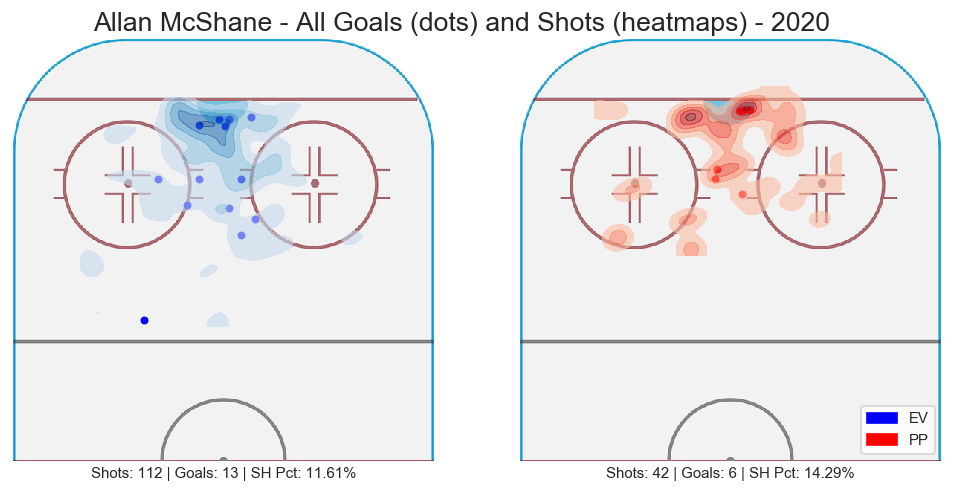 Allan McShane - All Goals (dots) and Shots (heatmaps) - 2020
EV
PP
Shots: 112 | Goals: 13 | SH Pct: 11.61%
Shots: 42 | Goals: 6 | SH Pct: 14.29%